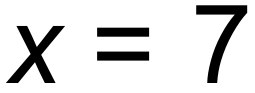 x = 7